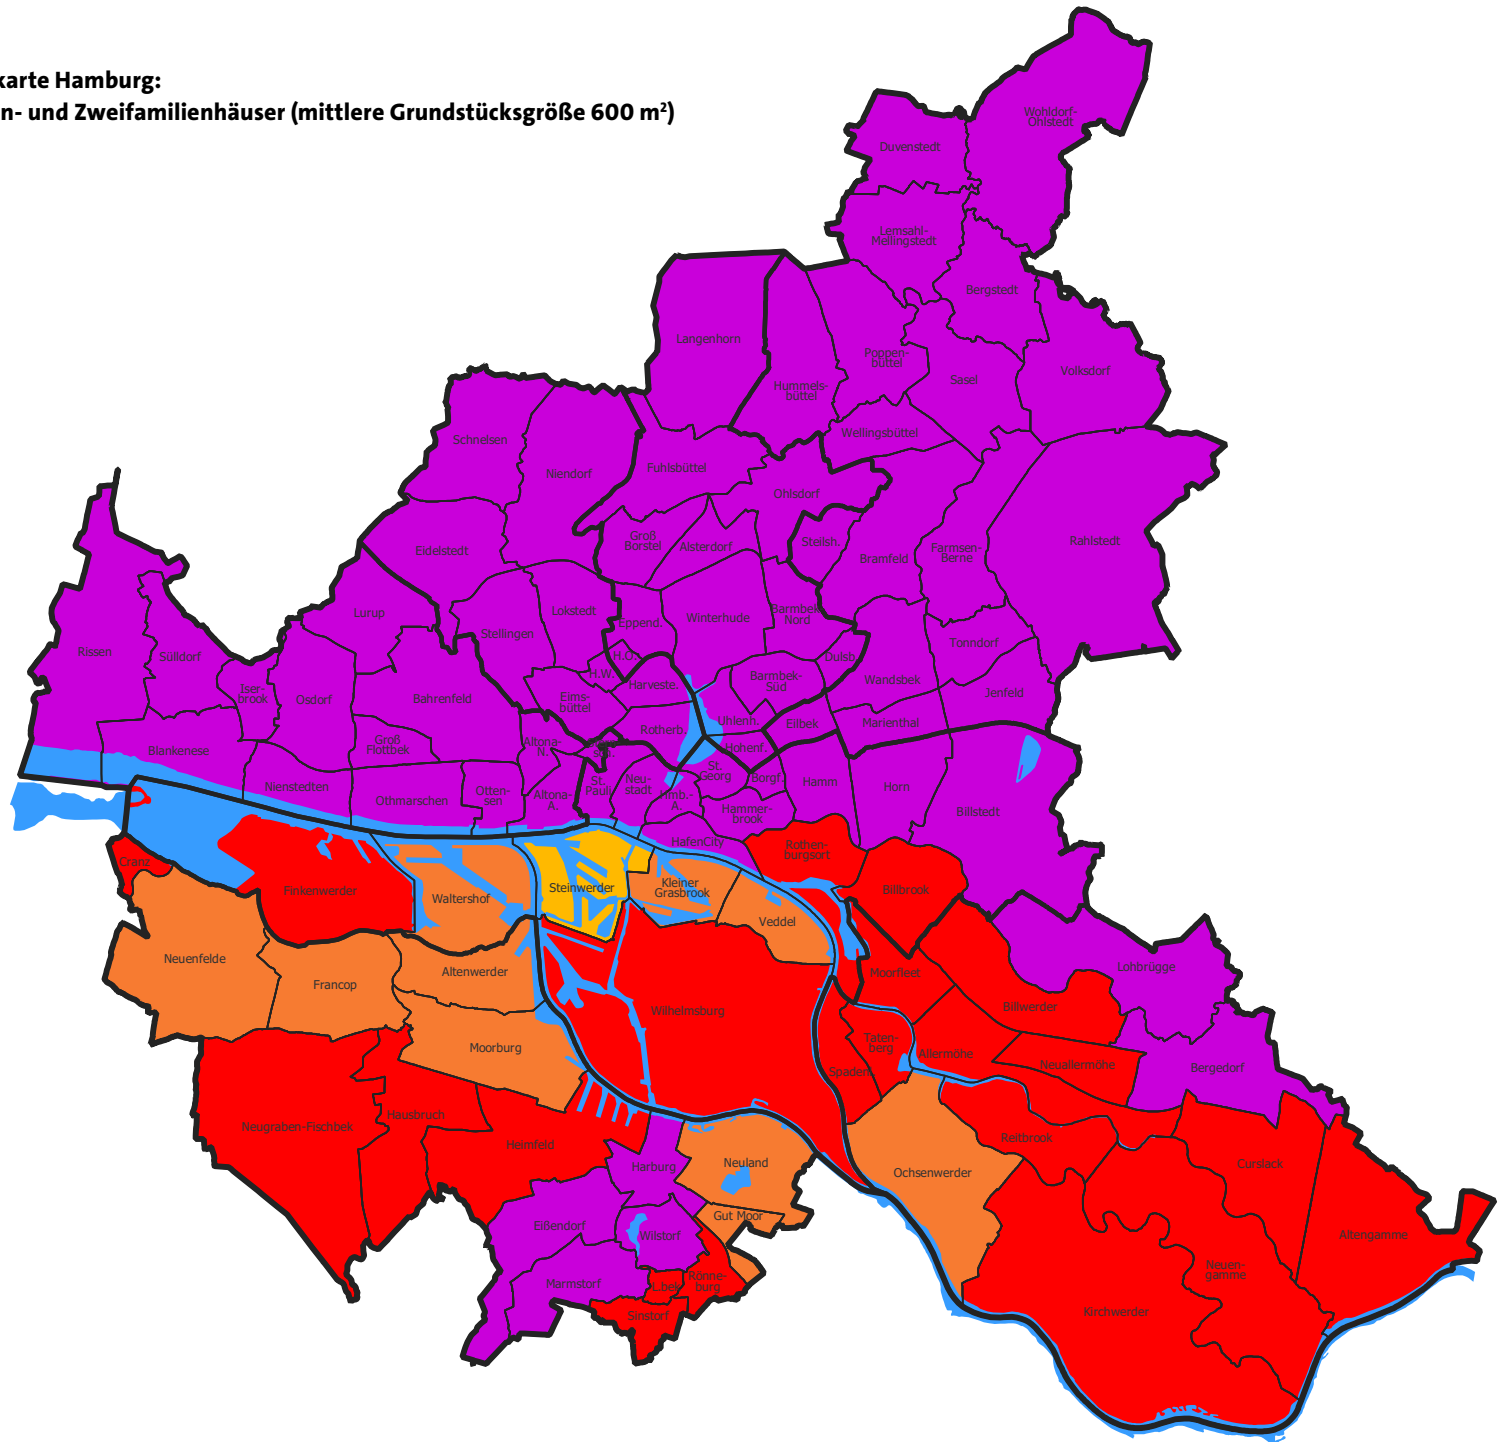 karte Hamburg:
n- und Zweifamilienhäuser (mittlere Grundstücksgröße 600 m²)
Wohldorf-
Ohlstedt
Duvenstedt
Lemsahl-
Mellingstedt
Bergstedt
Langenhorn
Poppen-
büttel
Hummels-
büttel
Sasel
Volksdorf
Schnelsen
Wellingsbüttel
Niendorf
Fuhlsbüttel
Ohlsdorf
Eidelstedt
Groß
Borstel
Alsterdorf
Steilsh.
Bramfeld
Farmsen-
Berne
Rahlstedt
Lurup
Lokstedt
Stellingen
Eppend.
Winterhude
Barmbek-
Nord
Rissen
Sülldorf
H.O.
Dulsb.
Tonndorf
Iser-
brook
Osdorf
Bahrenfeld
H.W.
Harveste.
Barmbek-
Süd
Wandsbek
Jenfeld
Elms-
büttel
Blankenese
Groß
Flottbek
Altona-
N.
Rotherb.
Uhlenh.
Eilbek
Marienthal
Hohenf.
Nienstedten
Othmarschen
Otten-
sen
Altona-
A.
St.
Pauli
Neu-
stadt
Hmb.-
A.
St.
Georg
Borgf.
Hamm
Horn
Billstedt
Hammer-
brook
HafenCity
Rothen-
burgsort
Cranz
Finkenwerder
Waltershof
Steinwerder
Kleiner
Grasbrook
Veddel
Billbrook
Neuenfelde
Francop
Altenwerder
Moorfleet
Lohbrügge
Wilhelmsburg
Billwerder
Moorburg
Taten-
berg
Allermöhe
Neuallermöhe
Bergedorf
Spadenl.
Neugraben-Fischbek
Hausbruch
Heimfeld
Reitbrook
Harburg
Neuland
Ochsenwerder
Curslack
Eißendorf
Wilstorf
Gut Moor
Altengamme
Marmstorf
L.bek
Rönne-
burg
Neuen-
gamme
Sinstorf
Kirchwerder